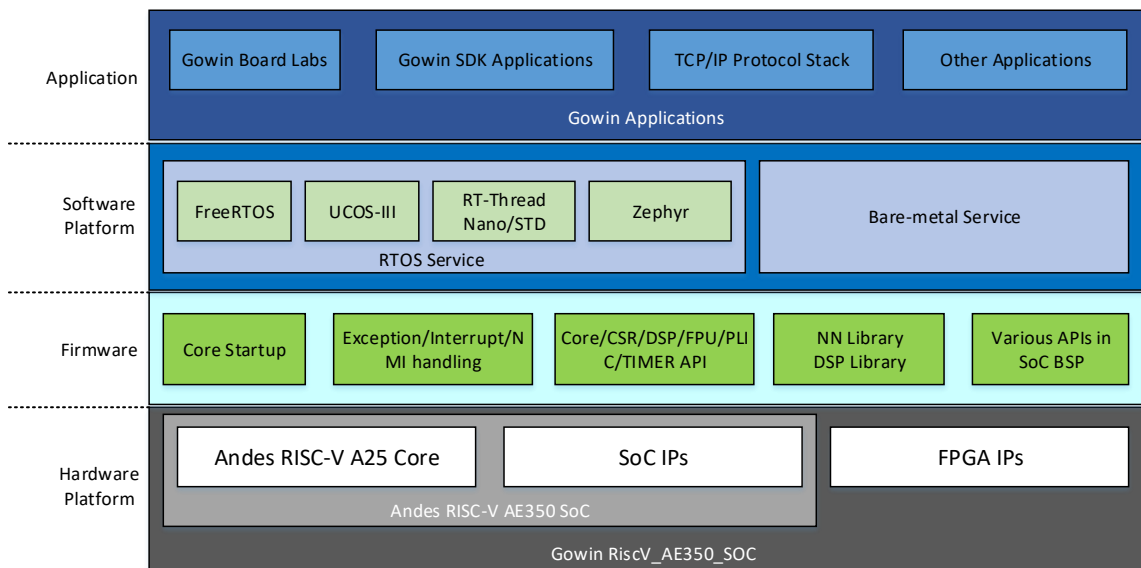 Application
Gowin Board Labs
Gowin SDK Applications
TCP/IP Protocol Stack
Other Applications
Gowin Applications
Software
Platform
FreeRTOS
UCOS-III
RT-Thread
Nano/STD
Zephyr
RTOS Service
Bare-metal Service
Firmware
Core Startup
Exception/Interrupt/N
MI handling
Core/CSR/DSP/FPU/PLI
C/TIMER API
NN Library
DSP Library
Various APIs in
SoC BSP
Hardware
Platform
Andes RISC-V A25 Core
SoC IPs
FPGA IPs
Andes RISC-V AE350 SoC
Gowin RiscV_AE350_SOC